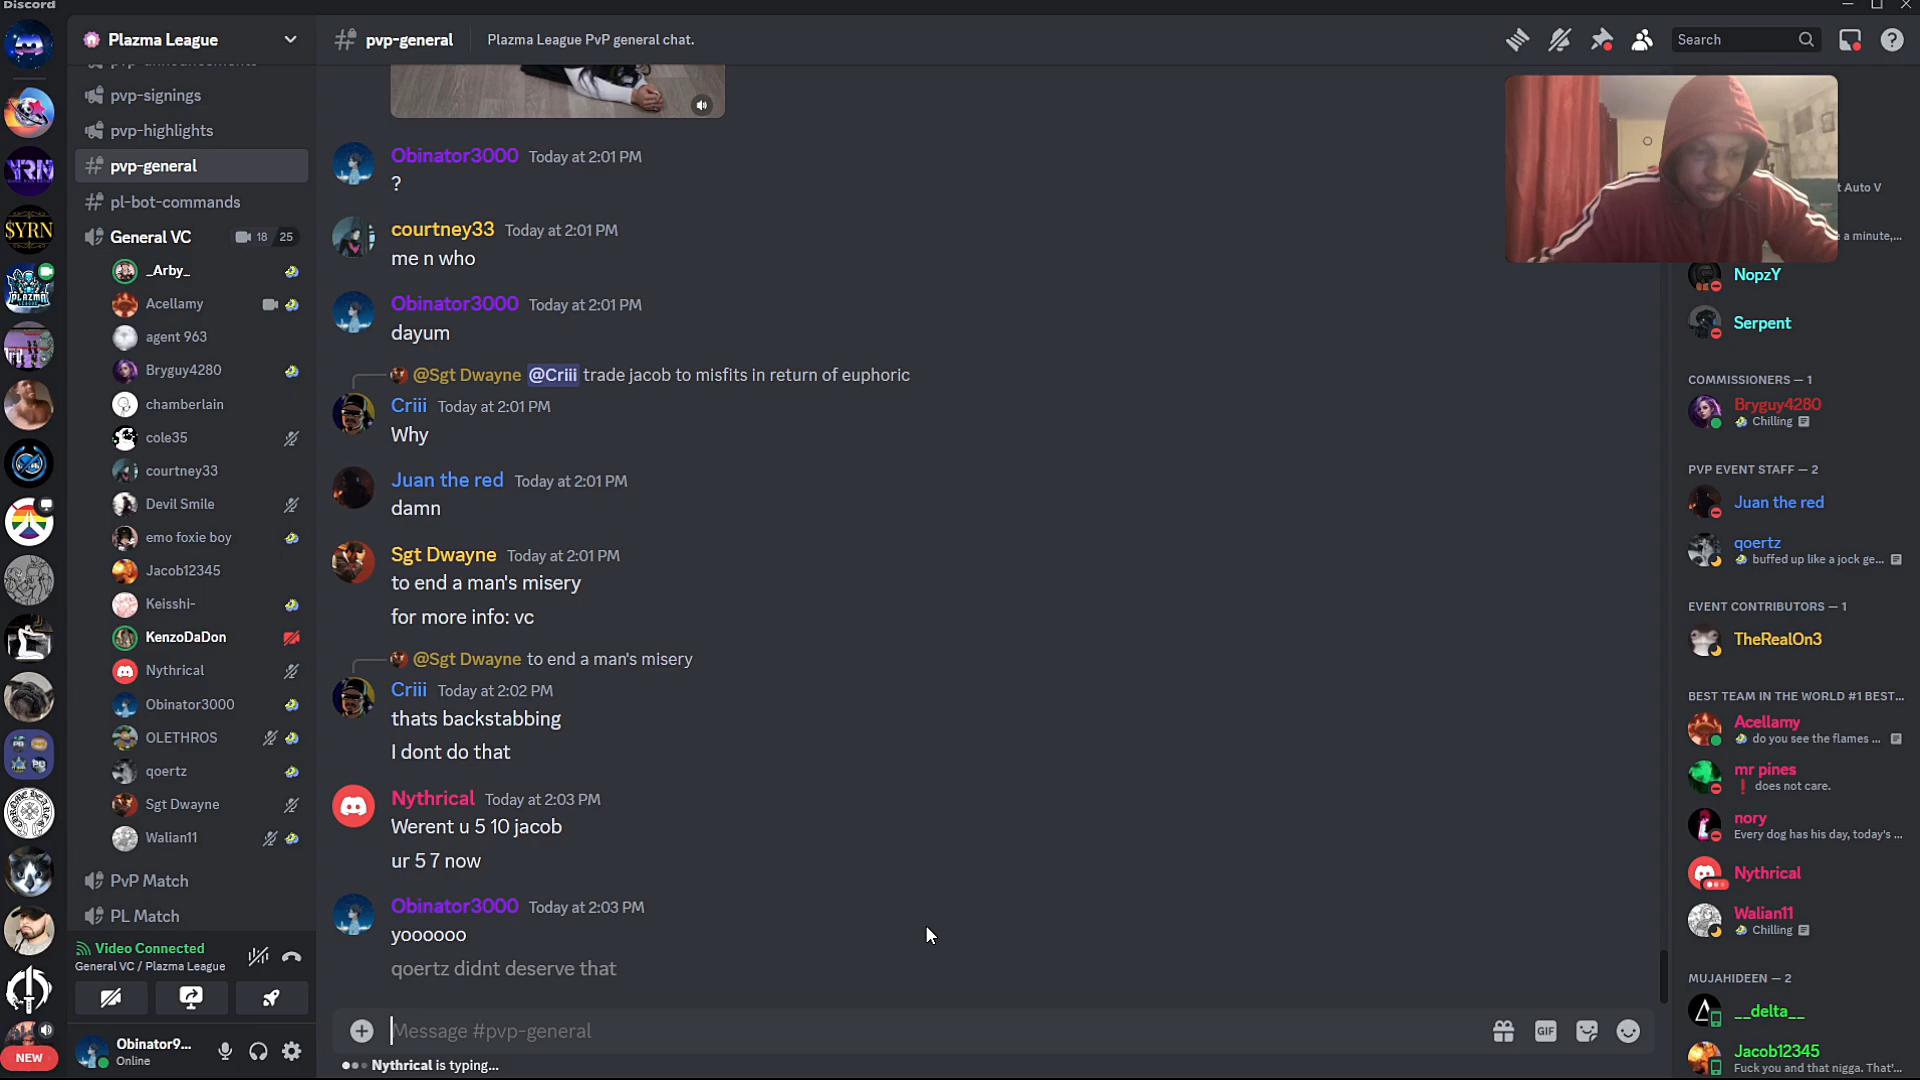 Discord
Plazma League
pvp-announcements
pvp-signings
pvp-highlights
pvp-general
pl-bot-commands
General VC 18 25
_Arby_
Acellamy
agent 963
Bryguy4280
chamberlain
cole35
courtney33
Devil Smile
emo foxie boy
Jacob12345
Keisshi-
KenzoDaDon
Nythrical
Obinator3000
OLETHROS
qoertz
Sgt Dwayne
Walian11
PvP Match
PL Match
Video Connected
General VC / Plazma League
Obinator9...
Online
YRN
$YRN
PLAZMA
NEW
pvp-general
Plazma League PvP general chat.
Search
Obinator3000 Today at 2:01 PM
?
courtney33 Today at 2:01 PM
me n who
Obinator3000 Today at 2:01 PM
dayum
@Sgt Dwayne @Criii trade jacob to misfits in return of euphoric
Criii Today at 2:01 PM
Why
Juan the red Today at 2:01 PM
damn
Sgt Dwayne Today at 2:01 PM
to end a man's misery
for more info: vc
@Sgt Dwayne to end a man's misery
Criii Today at 2:02 PM
thats backstabbing
I dont do that
Nythrical Today at 2:03 PM
Werent u 5 10 jacob
ur 5 7 now
Obinator3000 Today at 2:03 PM
yoooooo
qoertz didnt deserve that
Message #pvp-general
GIF
Nythrical is typing...
t Auto V
e a minute,...
NopzY
Serpent
COMMISSIONERS — 1
Bryguy4280
Chilling
PVP EVENT STAFF — 2
Juan the red
qoertz
buffed up like a jock ge...
EVENT CONTRIBUTORS — 1
TheRealOn3
BEST TEAM IN THE WORLD #1 BEST...
Acellamy
do you see the flames ...
mr pines
does not care.
nory
Every dog has his day, today's ...
Nythrical
Walian11
Chilling
MUJAHIDEEN — 2
__delta__
Jacob12345
Fuck you and that nigga. That'...